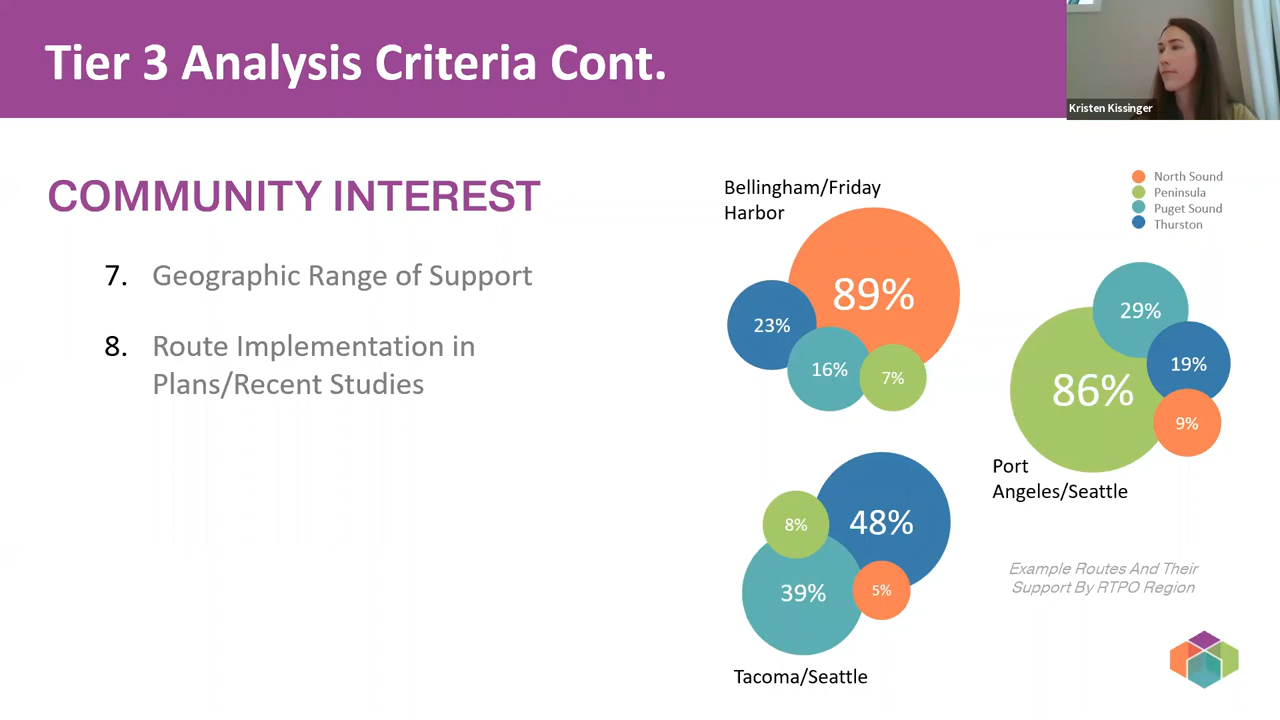 Tier 3 Analysis Criteria Cont.
Kristen Kissinger
COMMUNITY INTEREST
7. Geographic Range of Support
8. Route Implementation in
Plans/Recent Studies
North Sound
Peninsula
Puget Sound
Thurston
Bellingham/Friday
Harbor
89%
23%
16%
7%
29%
86%
19%
9%
Port
Angeles/Seattle
8%
48%
39%
5%
Tacoma/Seattle
Example Routes And Their
Support By RTPO Region